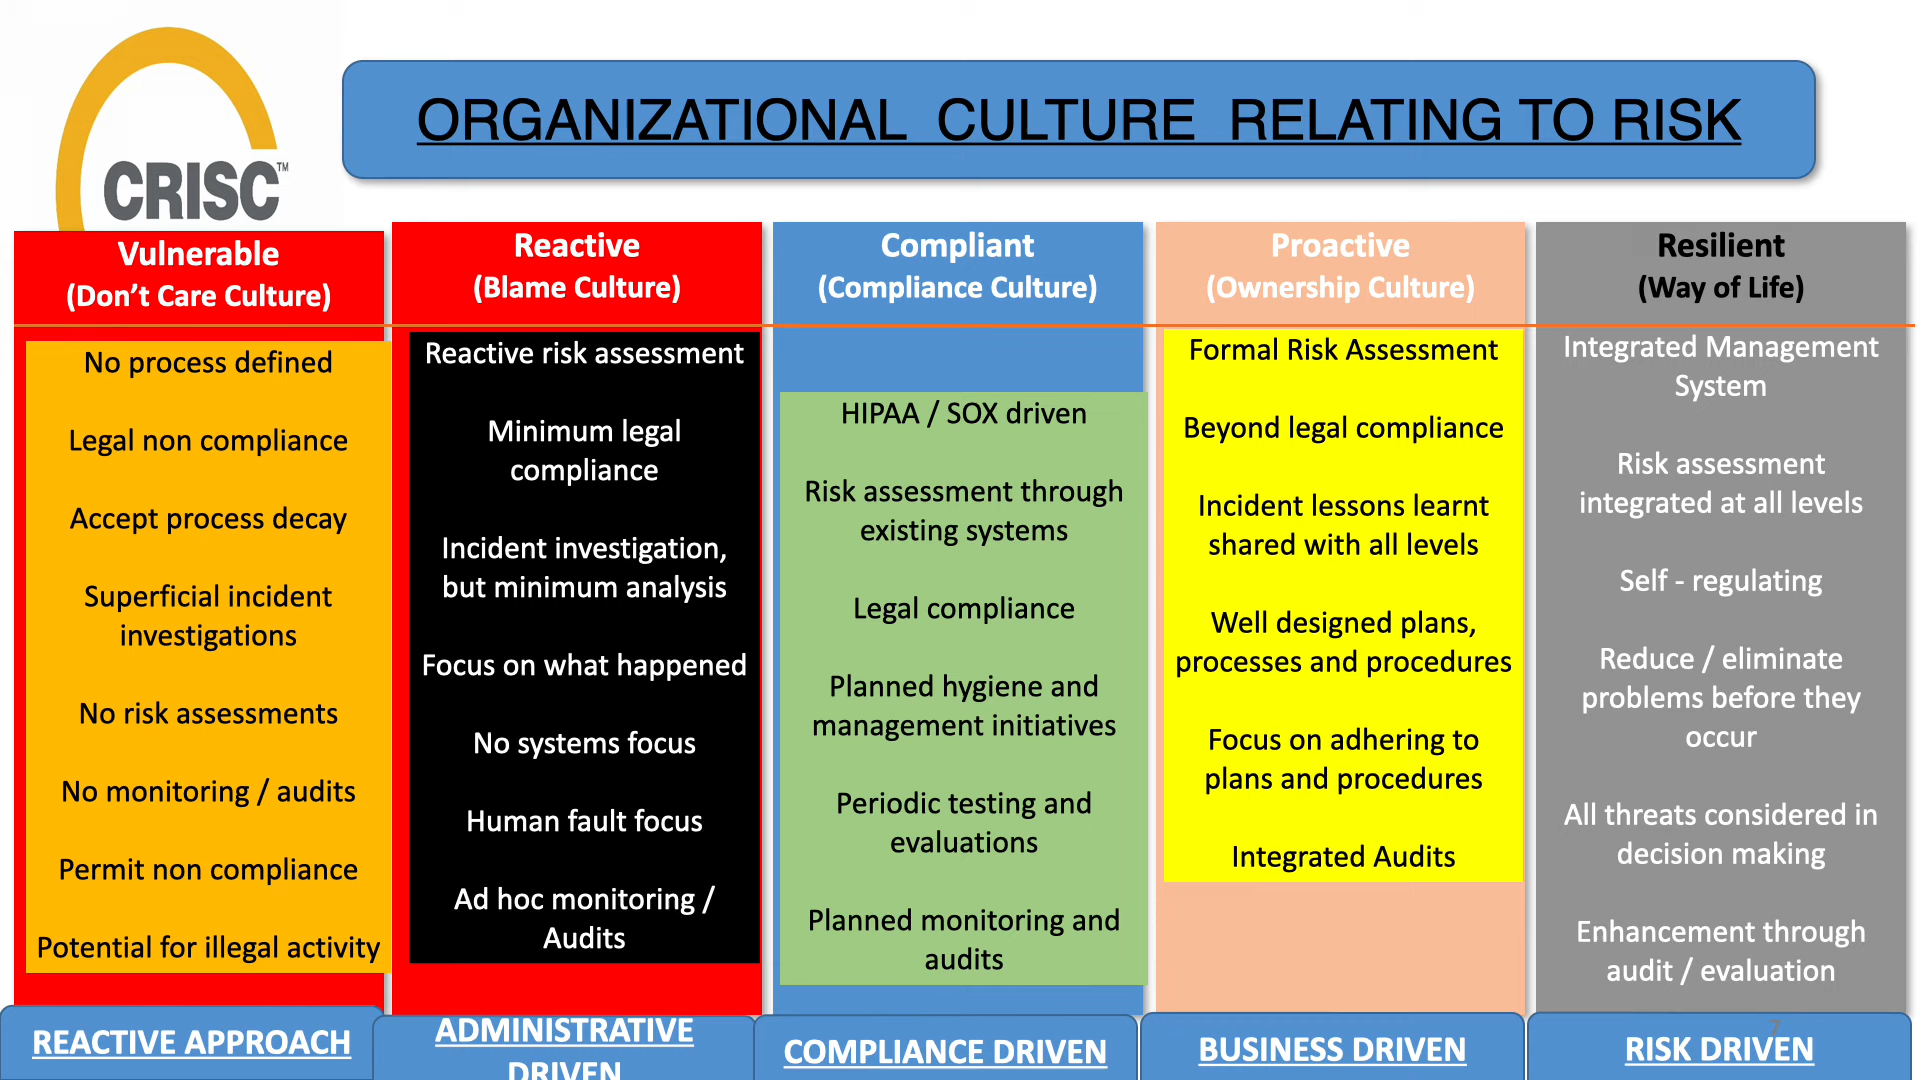 CRISC™
ORGANIZATIONAL CULTURE RELATING TO RISK
Vulnerable
(Don't Care Culture)
No process defined
Legal non compliance
Accept process decay
Superficial incident
investigations
No risk assessments
No monitoring / audits
Permit non compliance
Potential for illegal activity
REACTIVE APPROACH
Reactive
(Blame Culture)
Reactive risk assessment
Minimum legal
compliance
Incident investigation,
but minimum analysis
Focus on what happened
No systems focus
Human fault focus
Ad hoc monitoring /
Audits
ADMINISTRATIVE
DRIVEN
Compliant
(Compliance Culture)
HIPAA / SOX driven
Risk assessment through
existing systems
Legal compliance
Planned hygiene and
management initiatives
Periodic testing and
evaluations
Planned monitoring and
audits
COMPLIANCE DRIVEN
Proactive
(Ownership Culture)
Formal Risk Assessment
Beyond legal compliance
Incident lessons learnt
shared with all levels
Well designed plans,
processes and procedures
Focus on adhering to
plans and procedures
Integrated Audits
BUSINESS DRIVEN
Resilient
(Way of Life)
Integrated Management
System
Risk assessment
integrated at all levels
Self - regulating
Reduce / eliminate
problems before they
occur
All threats considered in
decision making
Enhancement through
audit / evaluation
7
RISK DRIVEN